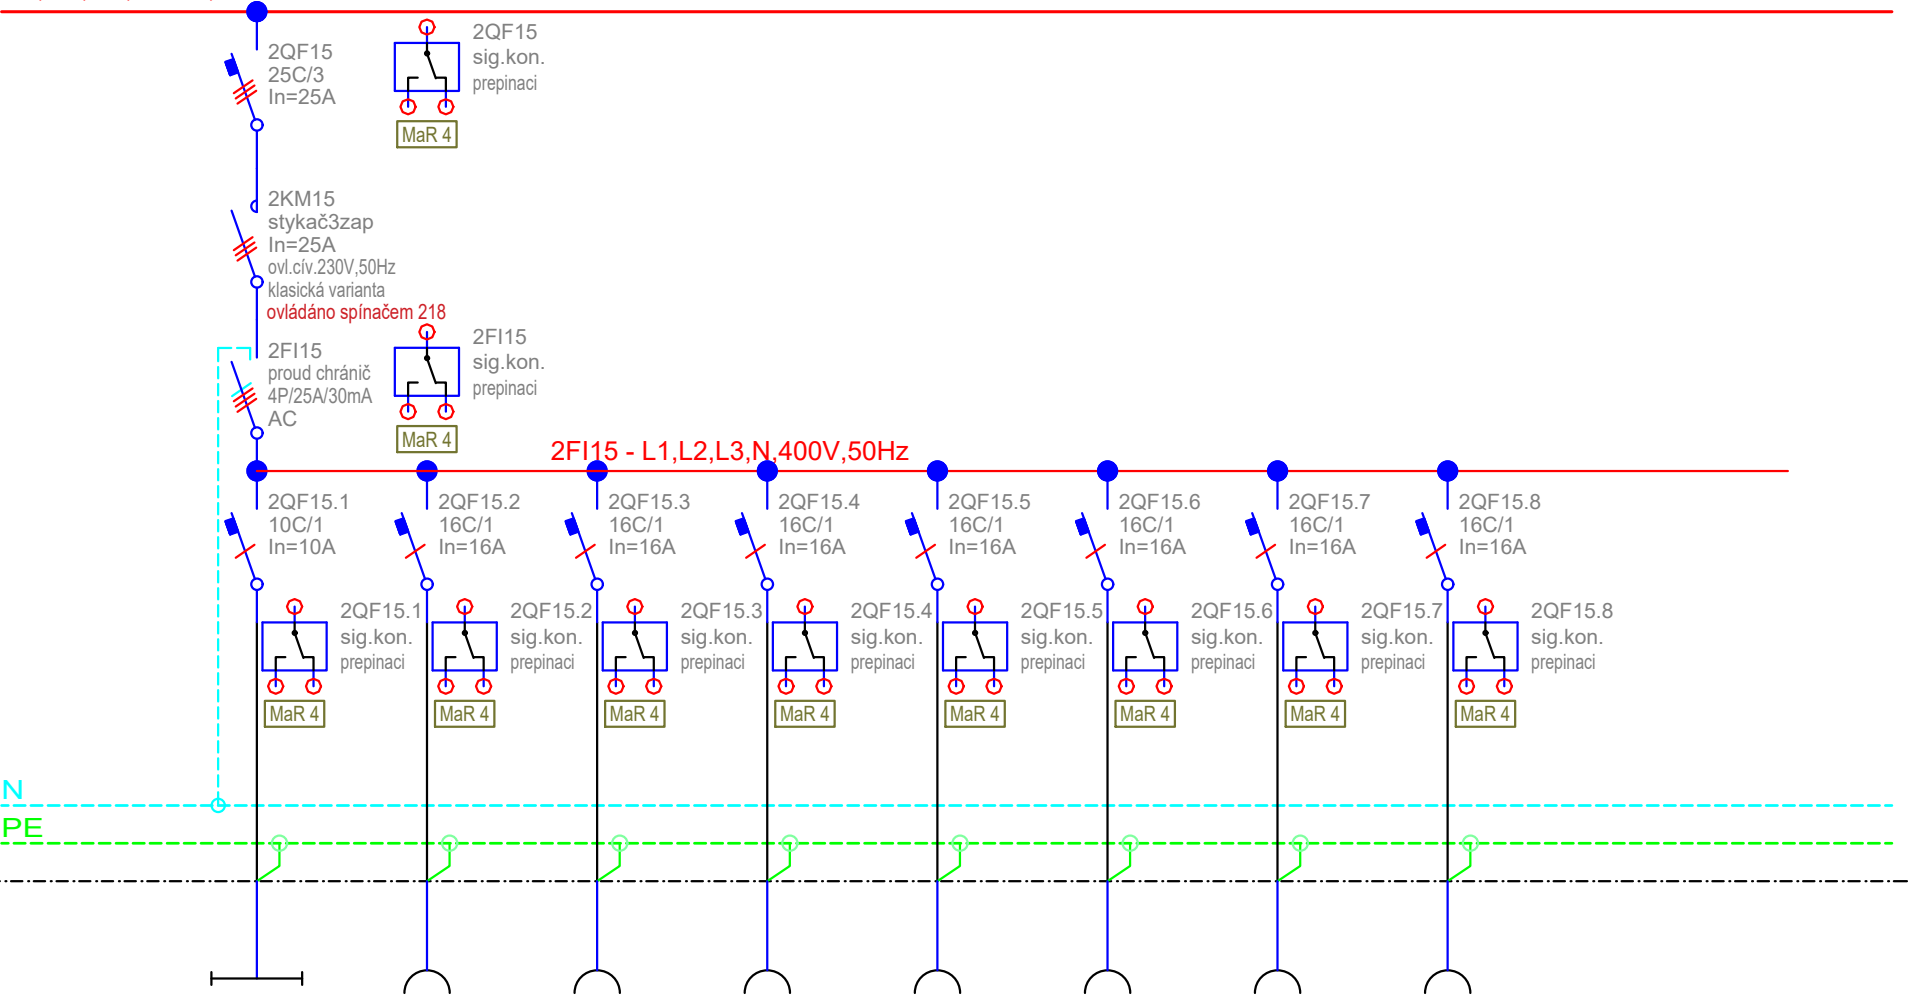 2QF15
25C/3
In=25A
2QF15
sig.kon.
prepinaci
MaR 4
2KM15
stykač3zap
In=25A
ovl.cív.230V,50Hz
klasická varianta
ovládáno spínačem 218
2FI15
proud chránič
4P/25A/30mA
AC
2FI15
sig.kon.
prepinaci
MaR 4
2FI15 - L1,L2,L3,N,400V,50Hz
2QF15.1
10C/1
In=10A
2QF15.2
16C/1
In=16A
2QF15.3
16C/1
In=16A
2QF15.4
16C/1
In=16A
2QF15.5
16C/1
In=16A
2QF15.6
16C/1
In=16A
2QF15.7
16C/1
In=16A
2QF15.8
16C/1
In=16A
2QF15.1
sig.kon.
prepinaci
MaR 4
2QF15.2
sig.kon.
prepinaci
MaR 4
2QF15.3
sig.kon.
prepinaci
MaR 4
2QF15.4
sig.kon.
prepinaci
MaR 4
2QF15.5
sig.kon.
prepinaci
MaR 4
2QF15.6
sig.kon.
prepinaci
MaR 4
2QF15.7
sig.kon.
prepinaci
MaR 4
2QF15.8
sig.kon.
prepinaci
MaR 4
N
PE